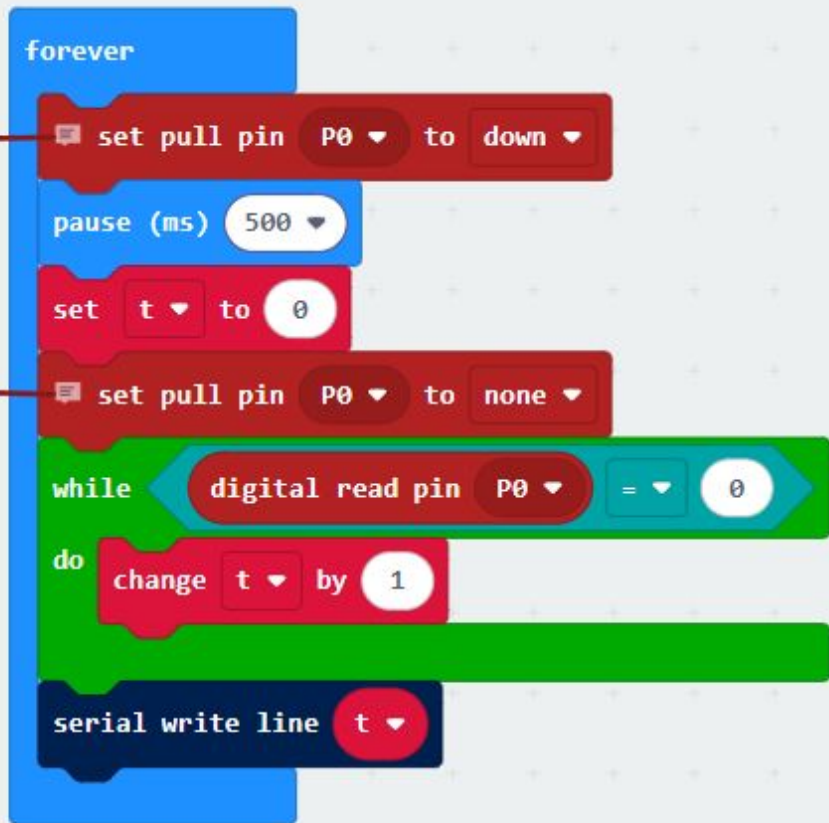 forever
set pull pin P0 to down
pause (ms) 500
set t to 0
set pull pin P0 to none
while digital read pin P0 = 0
do
change t by 1
serial write line t